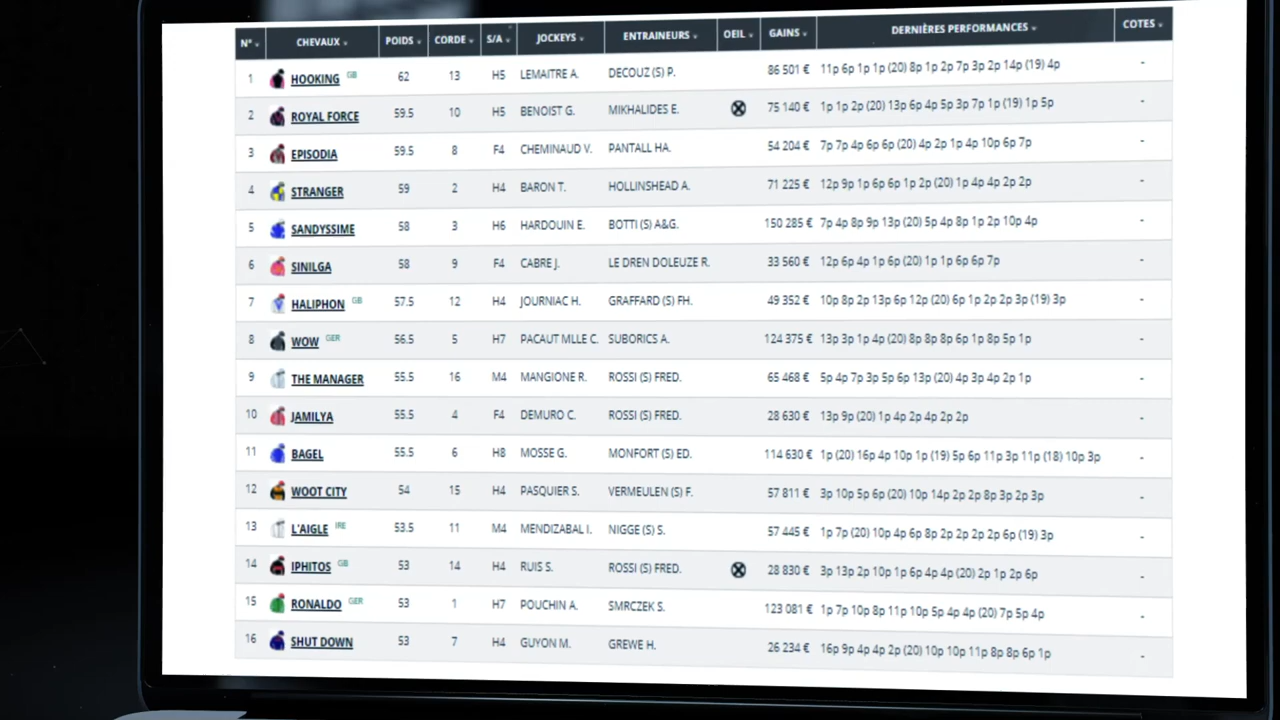 N° CHEVAUX POIDS CORDE S/A JOCKEYS ENTRAINEURS OEIL GAINS DERNIÈRES PERFORMANCES COTES
1 HOOKING GB 62 13 H5 LEMAITRE A. DECOUZ (S) P. 86 501 € 11p 6p 1p 1p (20) 8p 1p 2p 7p 3p 2p 14p (19) 4p -
2 ROYAL FORCE 59.5 10 H5 BENOIST G. MIKHALIDES E. 75 140 € 1p 1p 2p (20) 13p 6p 4p 5p 3p 7p 1p (19) 1p 5p -
3 EPISODIA 59.5 8 F4 CHEMINAUD V. PANTALL HA. 54 204 € 7p 7p 4p 6p 6p (20) 4p 2p 1p 4p 10p 6p 7p -
4 STRANGER 59 2 H4 BARON T. HOLLINSHEAD A. 71 225 € 12p 9p 1p 6p 6p 1p 2p (20) 1p 4p 4p 2p 2p -
5 SANDYSSIME 58 3 H6 HARDOUIN E. BOTTI (S) A&G. 150 285 € 7p 4p 8p 9p 13p (20) 5p 4p 8p 1p 2p 10p 4p -
6 SINILGA 58 9 F4 CABRE J. LE DREN DOLEUZE R. 33 560 € 12p 6p 4p 1p 6p (20) 1p 1p 6p 6p 7p -
7 HALIPHON GB 57.5 12 H4 JOURNIAC H. GRAFFARD (S) FH. 49 352 € 10p 8p 2p 13p 6p 12p (20) 6p 1p 2p 2p 3p (19) 3p -
8 WOW GER 56.5 5 H7 PACAUT MLLE C. SUBORICS A. 124 375 € 13p 3p 1p 4p (20) 8p 8p 8p 6p 1p 8p 5p 1p -
9 THE MANAGER 55.5 16 M4 MANGIONE R. ROSSI (S) FRED. 65 468 € 5p 4p 7p 3p 5p 6p 13p (20) 4p 3p 4p 2p 1p -
10 JAMILYA 55.5 4 F4 DEMURO C. ROSSI (S) FRED. 28 630 € 13p 9p (20) 1p 4p 2p 4p 2p 2p -
11 BAGEL 55.5 6 H8 MOSSE G. MONFORT (S) ED. 114 630 € 1p (20) 16p 4p 10p 1p (19) 5p 6p 11p 3p 11p (18) 10p 3p -
12 WOOT CITY 54 15 H4 PASQUIER S. VERMEULEN (S) F. 57 811 € 3p 10p 5p 6p (20) 10p 14p 2p 2p 8p 3p 2p 3p -
13 L'AIGLE IRE 53.5 11 M4 MENDIZABAL I. NIGGE (S) S. 57 445 € 1p 7p (20) 10p 4p 6p 8p 2p 2p 2p 2p 6p (19) 3p -
14 IPHITOS GB 53 14 H4 RUIS S. ROSSI (S) FRED. 28 830 € 3p 13p 2p 10p 1p 6p 4p 4p (20) 2p 1p 2p 6p -
15 RONALDO GER 53 1 H7 POUCHIN A. SMRCZEK S. 123 081 € 1p 7p 10p 8p 11p 10p 5p 4p 4p (20) 7p 5p 4p -
16 SHUT DOWN 53 7 H4 GUYON M. GREWE H. 26 234 € 16p 9p 4p 4p 2p (20) 10p 10p 11p 8p 8p 6p 1p -